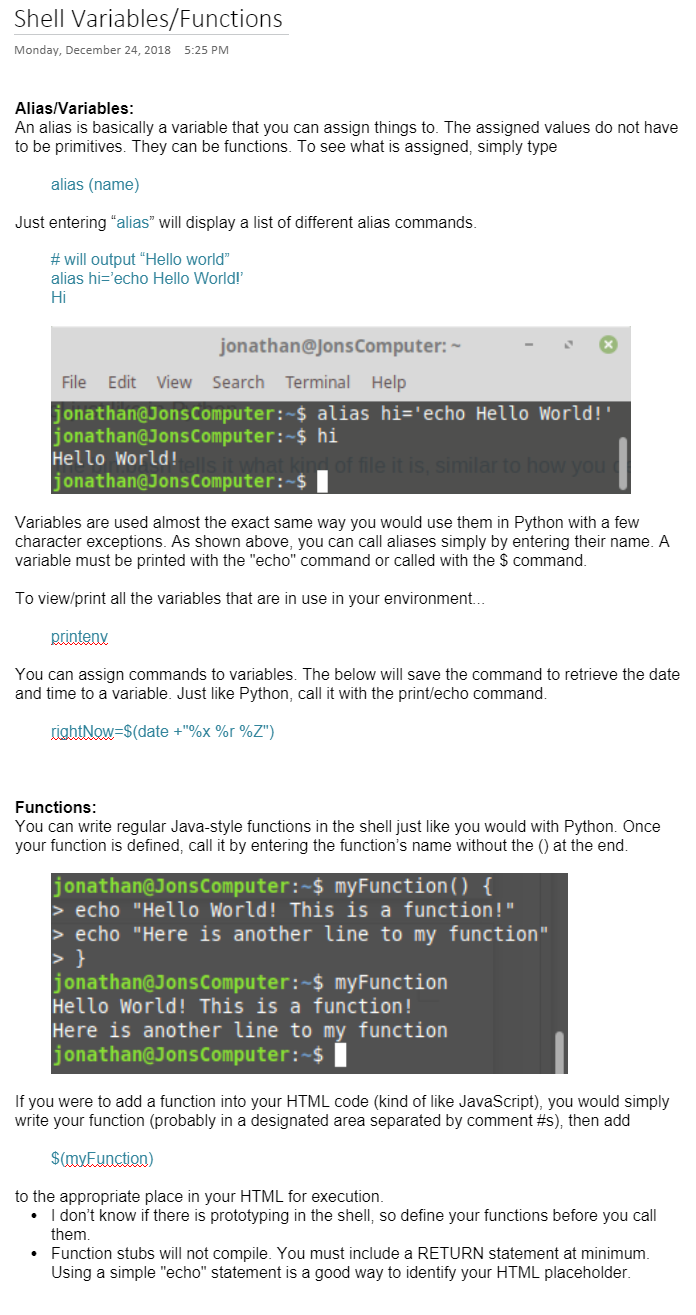 Shell Variables/Functions
Monday, December 24, 2018 5:25 PM
Alias/Variables:
An alias is basically a variable that you can assign things to. The assigned values do not have
to be primitives. They can be functions. To see what is assigned, simply type
alias (name)
Just entering “alias” will display a list of different alias commands.
# will output “Hello world”
alias hi=’echo Hello World!’
Hi
jonathan@JonsComputer: ~
File Edit View Search Terminal Help
jonathan@JonsComputer:~$ alias hi='echo Hello World!'
jonathan@JonsComputer:~$ hi
Hello World!
tells it what kind of file it is, similar to how you
jonathan@JonsComputer:~$
Variables are used almost the exact same way you would use them in Python with a few
character exceptions. As shown above, you can call aliases simply by entering their name. A
variable must be printed with the "echo" command or called with the $ command.
To view/print all the variables that are in use in your environment...
printenv
You can assign commands to variables. The below will save the command to retrieve the date
and time to a variable. Just like Python, call it with the print/echo command.
rightNow=$(date +"%x %r %Z")
Functions:
You can write regular Java-style functions in the shell just like you would with Python. Once
your function is defined, call it by entering the function’s name without the () at the end.
jonathan@JonsComputer:~$ myFunction() {
> echo "Hello World! This is a function!"
> echo "Here is another line to my function"
> }
jonathan@JonsComputer:~$ myFunction
Hello World! This is a function!
Here is another line to my function
jonathan@JonsComputer:~$
If you were to add a function into your HTML code (kind of like JavaScript), you would simply
write your function (probably in a designated area separated by comment #s), then add
$(myFunction)
to the appropriate place in your HTML for execution.
• I don’t know if there is prototyping in the shell, so define your functions before you call
them.
• Function stubs will not compile. You must include a RETURN statement at minimum.
Using a simple "echo" statement is a good way to identify your HTML placeholder.